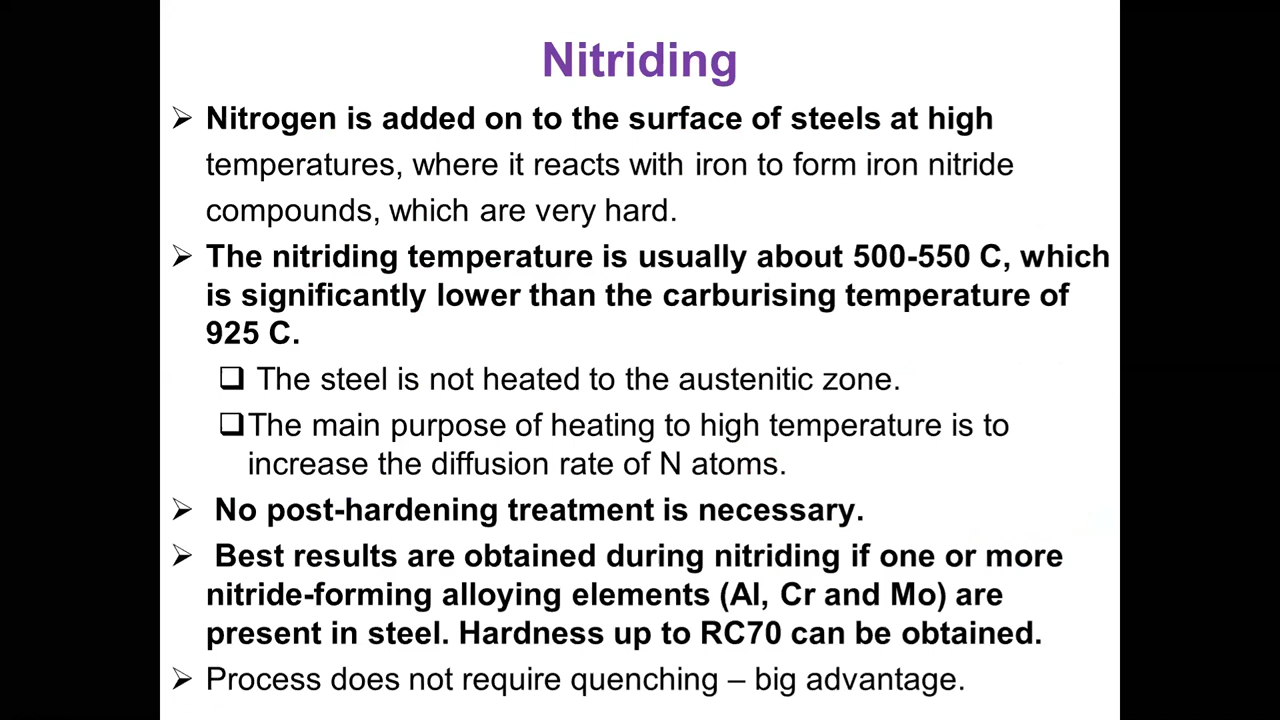 Nitriding
➢ Nitrogen is added on to the surface of steels at high
temperatures, where it reacts with iron to form iron nitride
compounds, which are very hard.
➢ The nitriding temperature is usually about 500-550 C, which
is significantly lower than the carburising temperature of
925 C.
❑ The steel is not heated to the austenitic zone.
❑The main purpose of heating to high temperature is to
increase the diffusion rate of N atoms.
➢ No post-hardening treatment is necessary.
➢ Best results are obtained during nitriding if one or more
nitride-forming alloying elements (Al, Cr and Mo) are
present in steel. Hardness up to RC70 can be obtained.
➢ Process does not require quenching – big advantage.